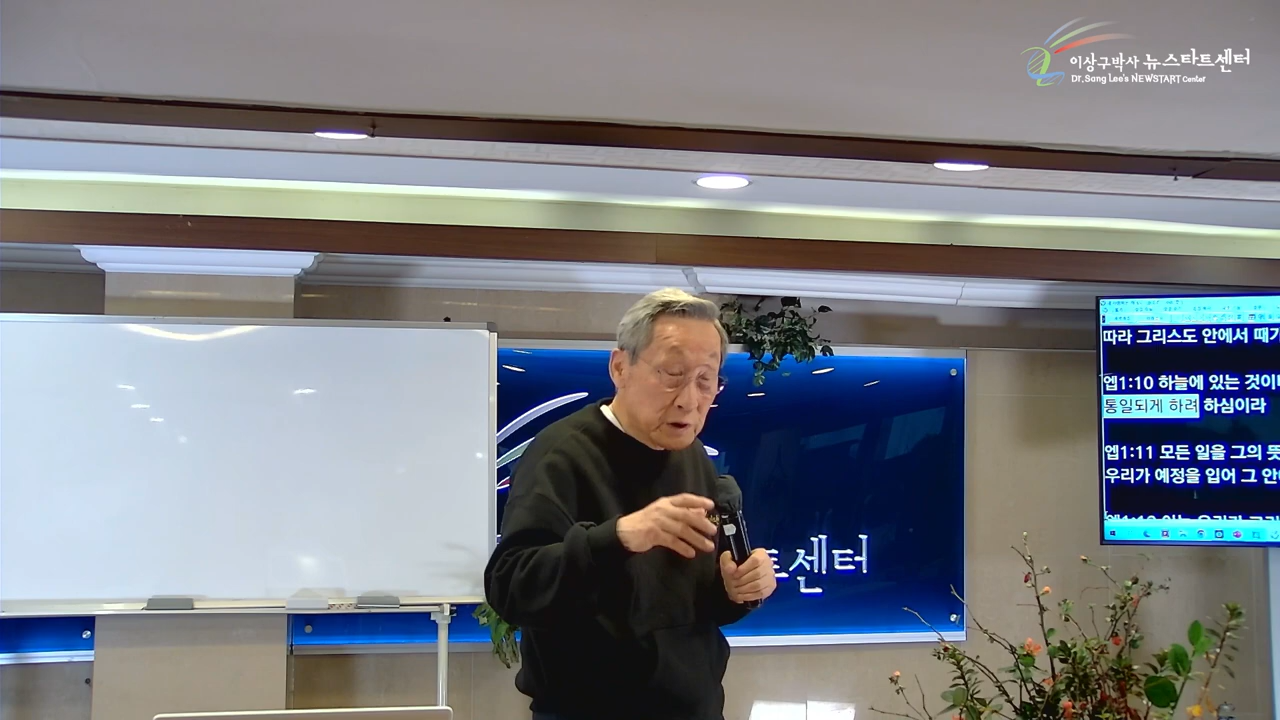 이상구박사 뉴스타트센터
Dr. Sang Lee's NEWSTART Center
따라 그리스도 안에서 때가
엡1:10 하늘에 있는 것이나
통일되게 하려 하심이라
엡1:11 모든 일을 그의 뜻
우리가 예정을 입어 그 안에
트센터